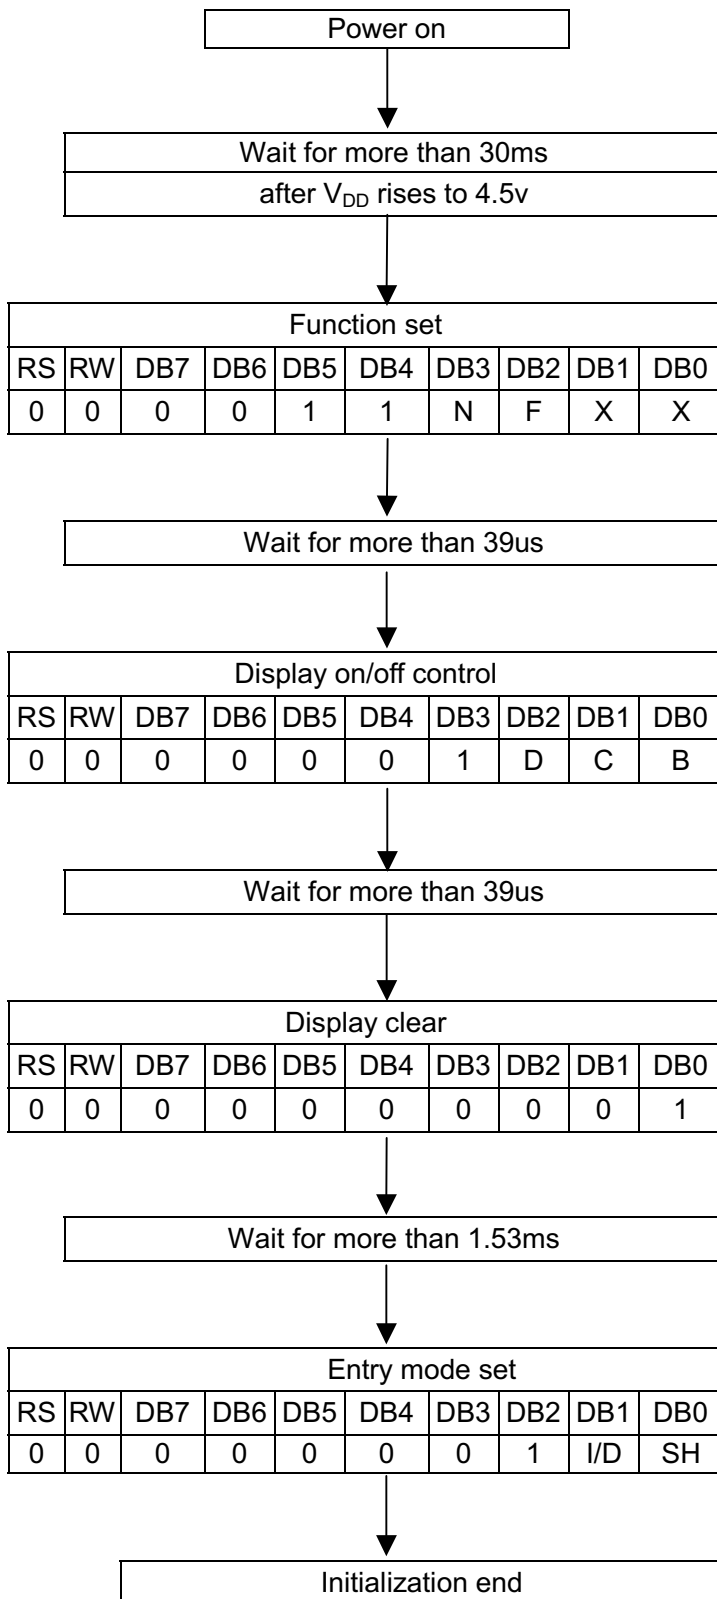 Power on
Wait for more than 30ms
after VDD rises to 4.5v
Function set
RS RW DB7 DB6 DB5 DB4 DB3 DB2 DB1 DB0
0 0 0 0 1 1 N F X X
Wait for more than 39us
Display on/off control
RS RW DB7 DB6 DB5 DB4 DB3 DB2 DB1 DB0
0 0 0 0 0 0 1 D C B
Wait for more than 39us
Display clear
RS RW DB7 DB6 DB5 DB4 DB3 DB2 DB1 DB0
0 0 0 0 0 0 0 0 0 1
Wait for more than 1.53ms
Entry mode set
RS RW DB7 DB6 DB5 DB4 DB3 DB2 DB1 DB0
0 0 0 0 0 0 0 1 I/D SH
Initialization end